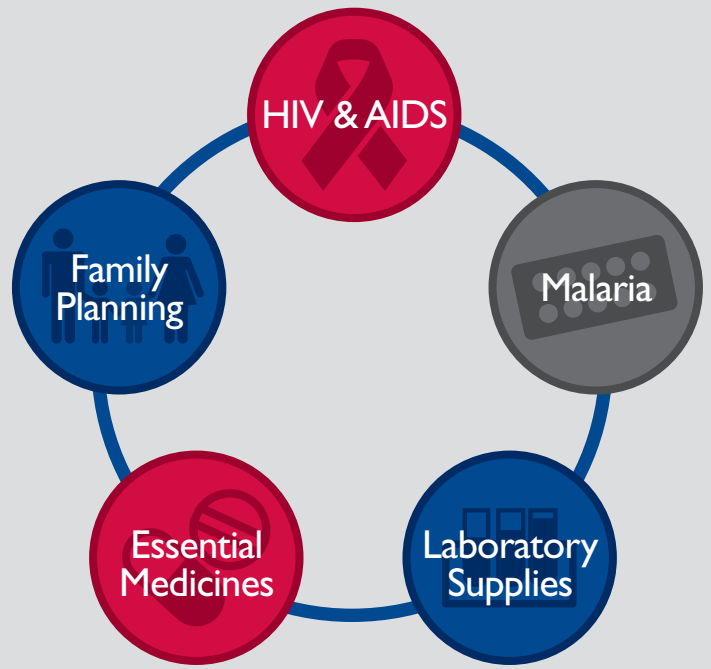 HIV & AIDS
Malaria
Laboratory
Supplies
Essential
Medicines
Family
Planning